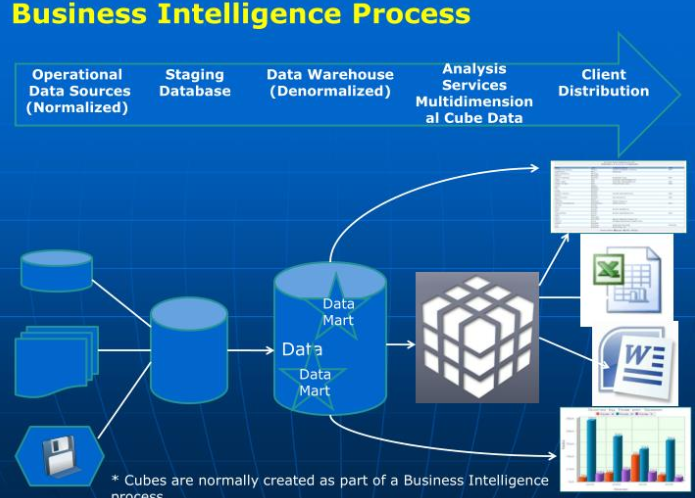 Business Intelligence Process
Operational
Data Sources
(Normalized)
Staging
Database
Data Warehouse
(Denormalized)
Analysis
Services
Multidimension
al Cube Data
Client
Distribution
Data
Mart
Data
Data
Mart
W
* Cubes are normally created as part of a Business Intelligence
process